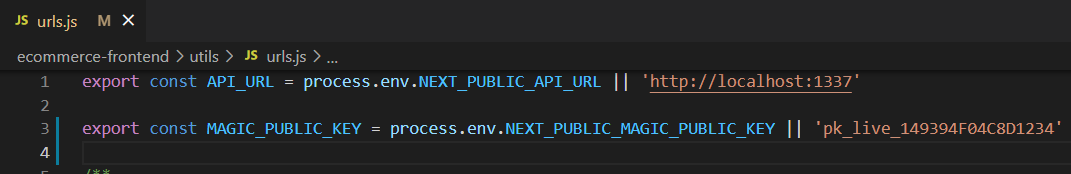 JS urls.js M ×
ecommerce-frontend > utils > JS urls.js > ...
1 export const API_URL = process.env.NEXT_PUBLIC_API_URL || 'http://localhost:1337'
2
3 export const MAGIC_PUBLIC_KEY = process.env.NEXT_PUBLIC_MAGIC_PUBLIC_KEY || 'pk_live_149394F04C8D1234'
4
/**